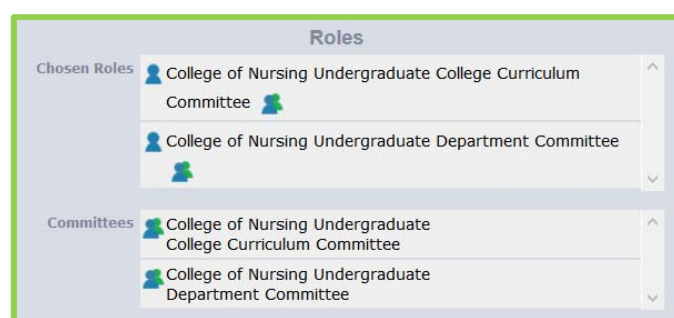 Roles
Chosen Roles
College of Nursing Undergraduate College Curriculum
Committee
College of Nursing Undergraduate Department Committee
Committees
College of Nursing Undergraduate
College Curriculum Committee
College of Nursing Undergraduate
Department Committee